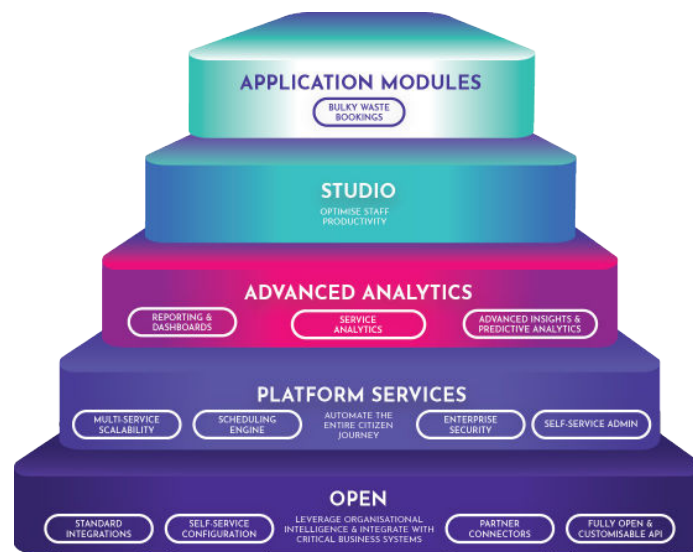 APPLICATION MODULES
BULKY WASTE
BOOKINGS
STUDIO
OPTIMISE STAFF
PRODUCTIVITY
ADVANCED ANALYTICS
REPORTING &
DASHBOARDS
SERVICE
ANALYTICS
ADVANCED INSIGHTS &
PREDICTIVE ANALYTICS
PLATFORM SERVICES
MULTI-SERVICE
SCALABILITY
SCHEDULING
ENGINE
AUTOMATE THE
ENTIRE CITIZEN
JOURNEY
ENTERPRISE
SECURITY
SELF-SERVICE ADMIN
OPEN
STANDARD
INTEGRATIONS
SELF-SERVICE
CONFIGURATION
LEVERAGE ORGANISATIONAL
INTELLIGENCE & INTEGRATE WITH
CRITICAL BUSINESS SYSTEMS
PARTNER
CONNECTORS
FULLY OPEN &
CUSTOMISABLE API